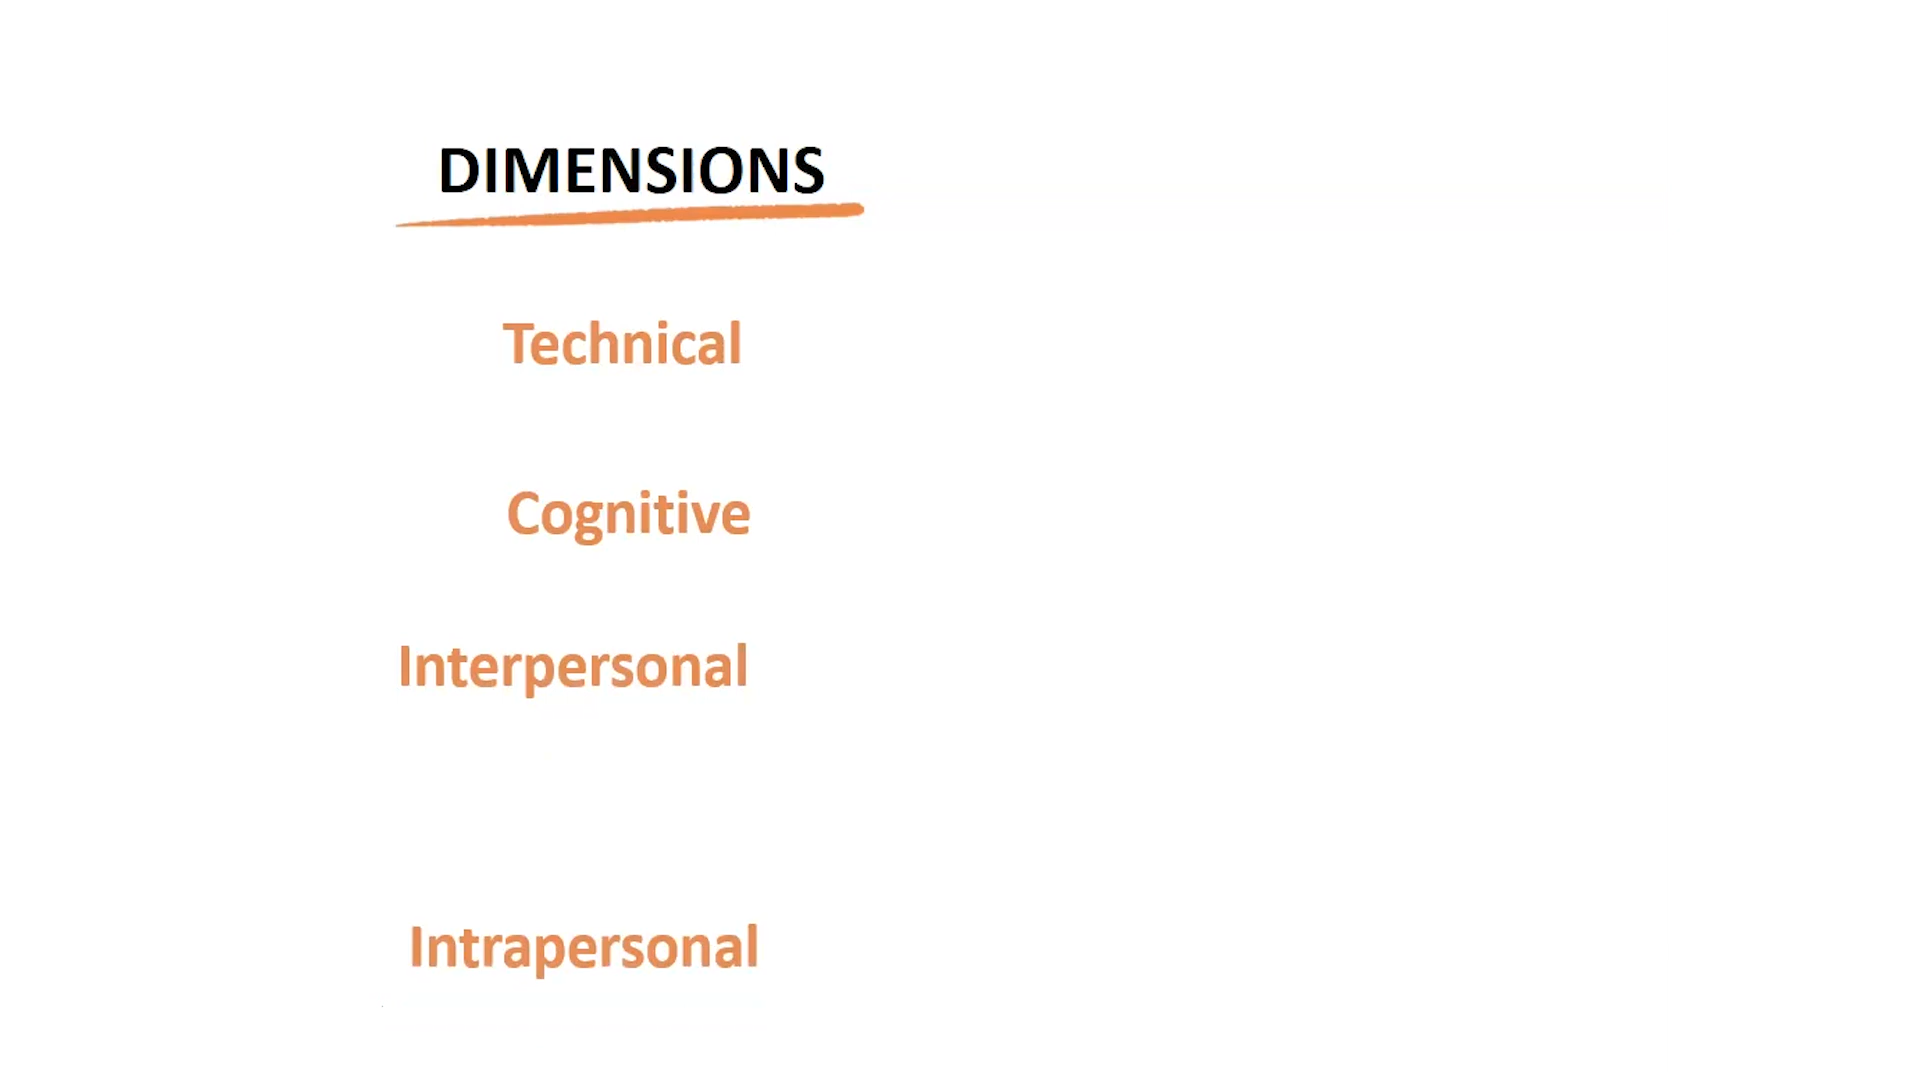 DIMENSIONS
Technical
Cognitive
Interpersonal
Intrapersonal